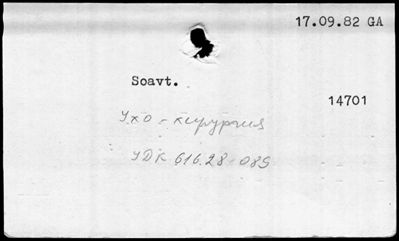 17.09.82 GA
Soavt.
14701
Ухо - хирургия
УДК 616.28-089